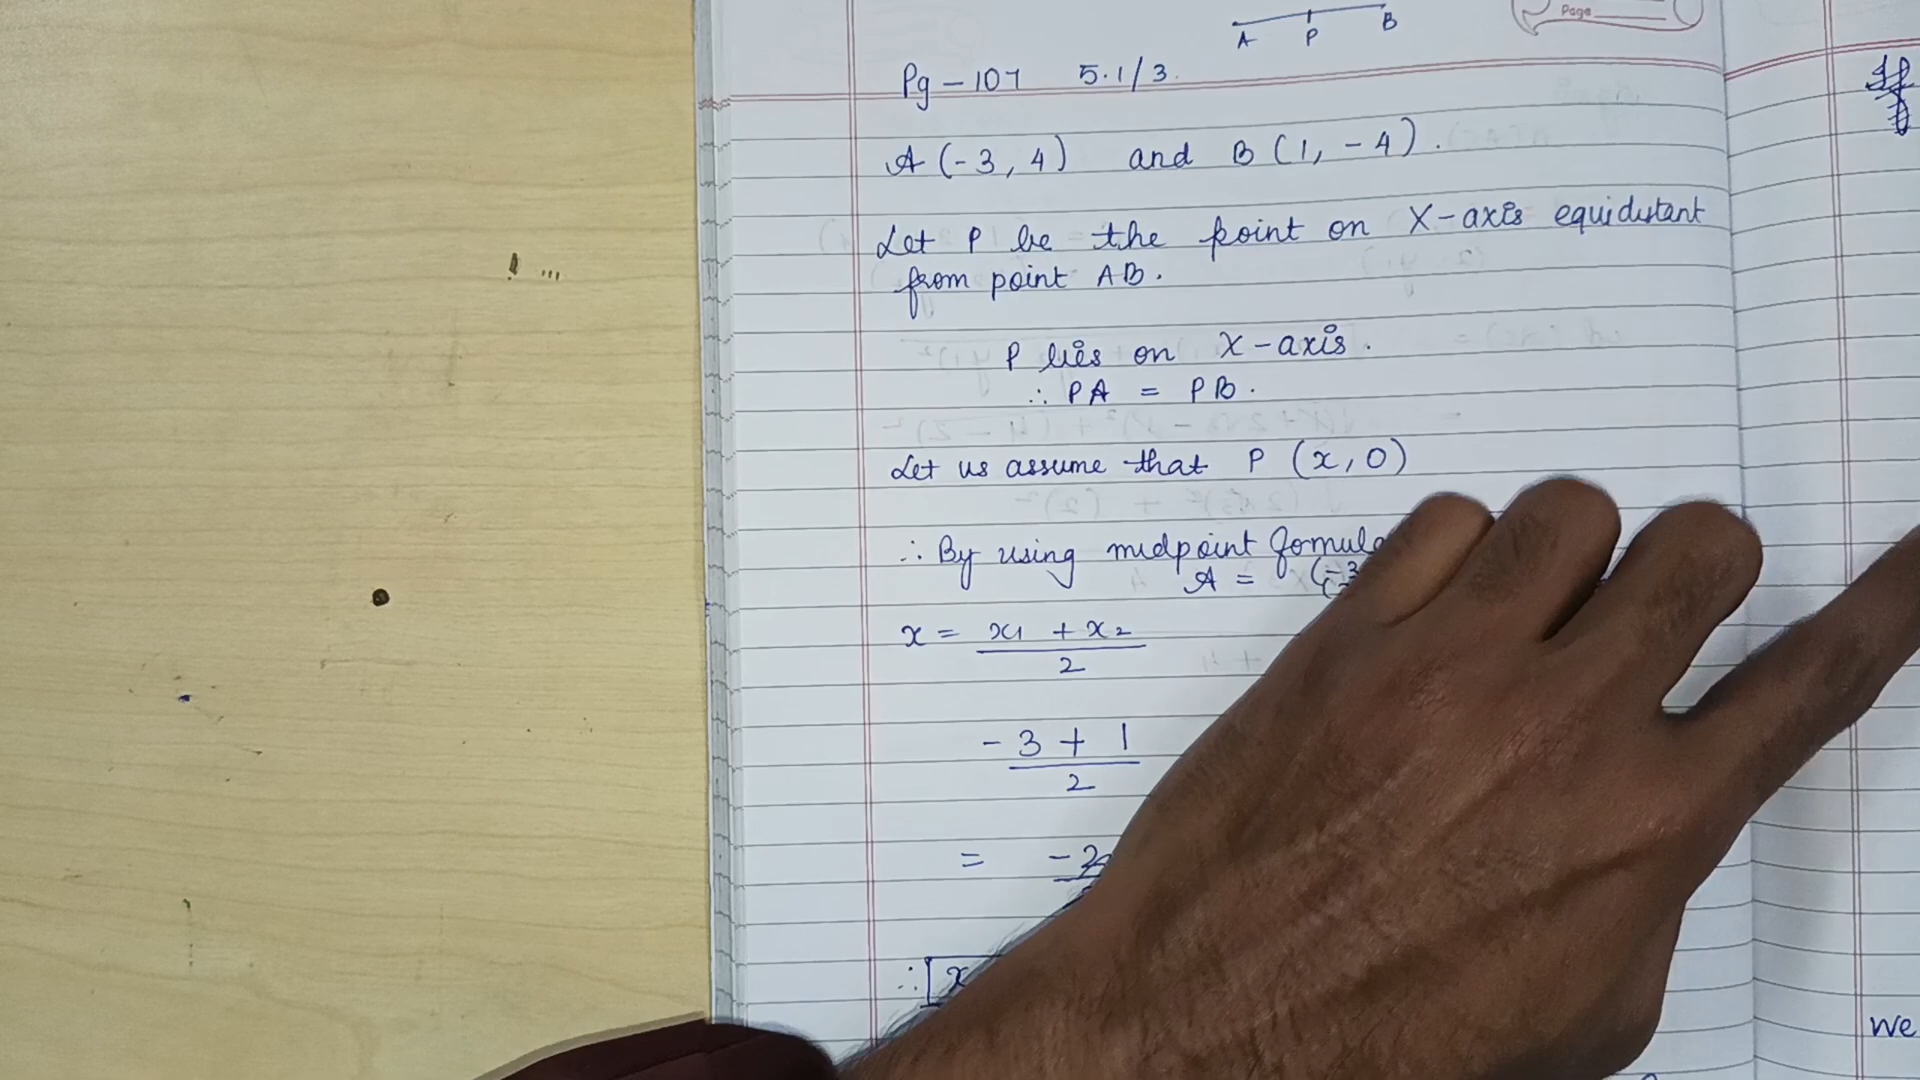 Page
A P B
Pg - 107 5.1/3.
A (-3, 4) and B (1, -4).
Let P be the point on X-axis equidistant
from point AB.
P lies on X-axis.
∴ PA = PB.
Let us assume that P (x, 0)
∴ By using midpoint formula
A = (-3
x = x1 + x2
2
-3 + 1
2
= -2
∴ x
We